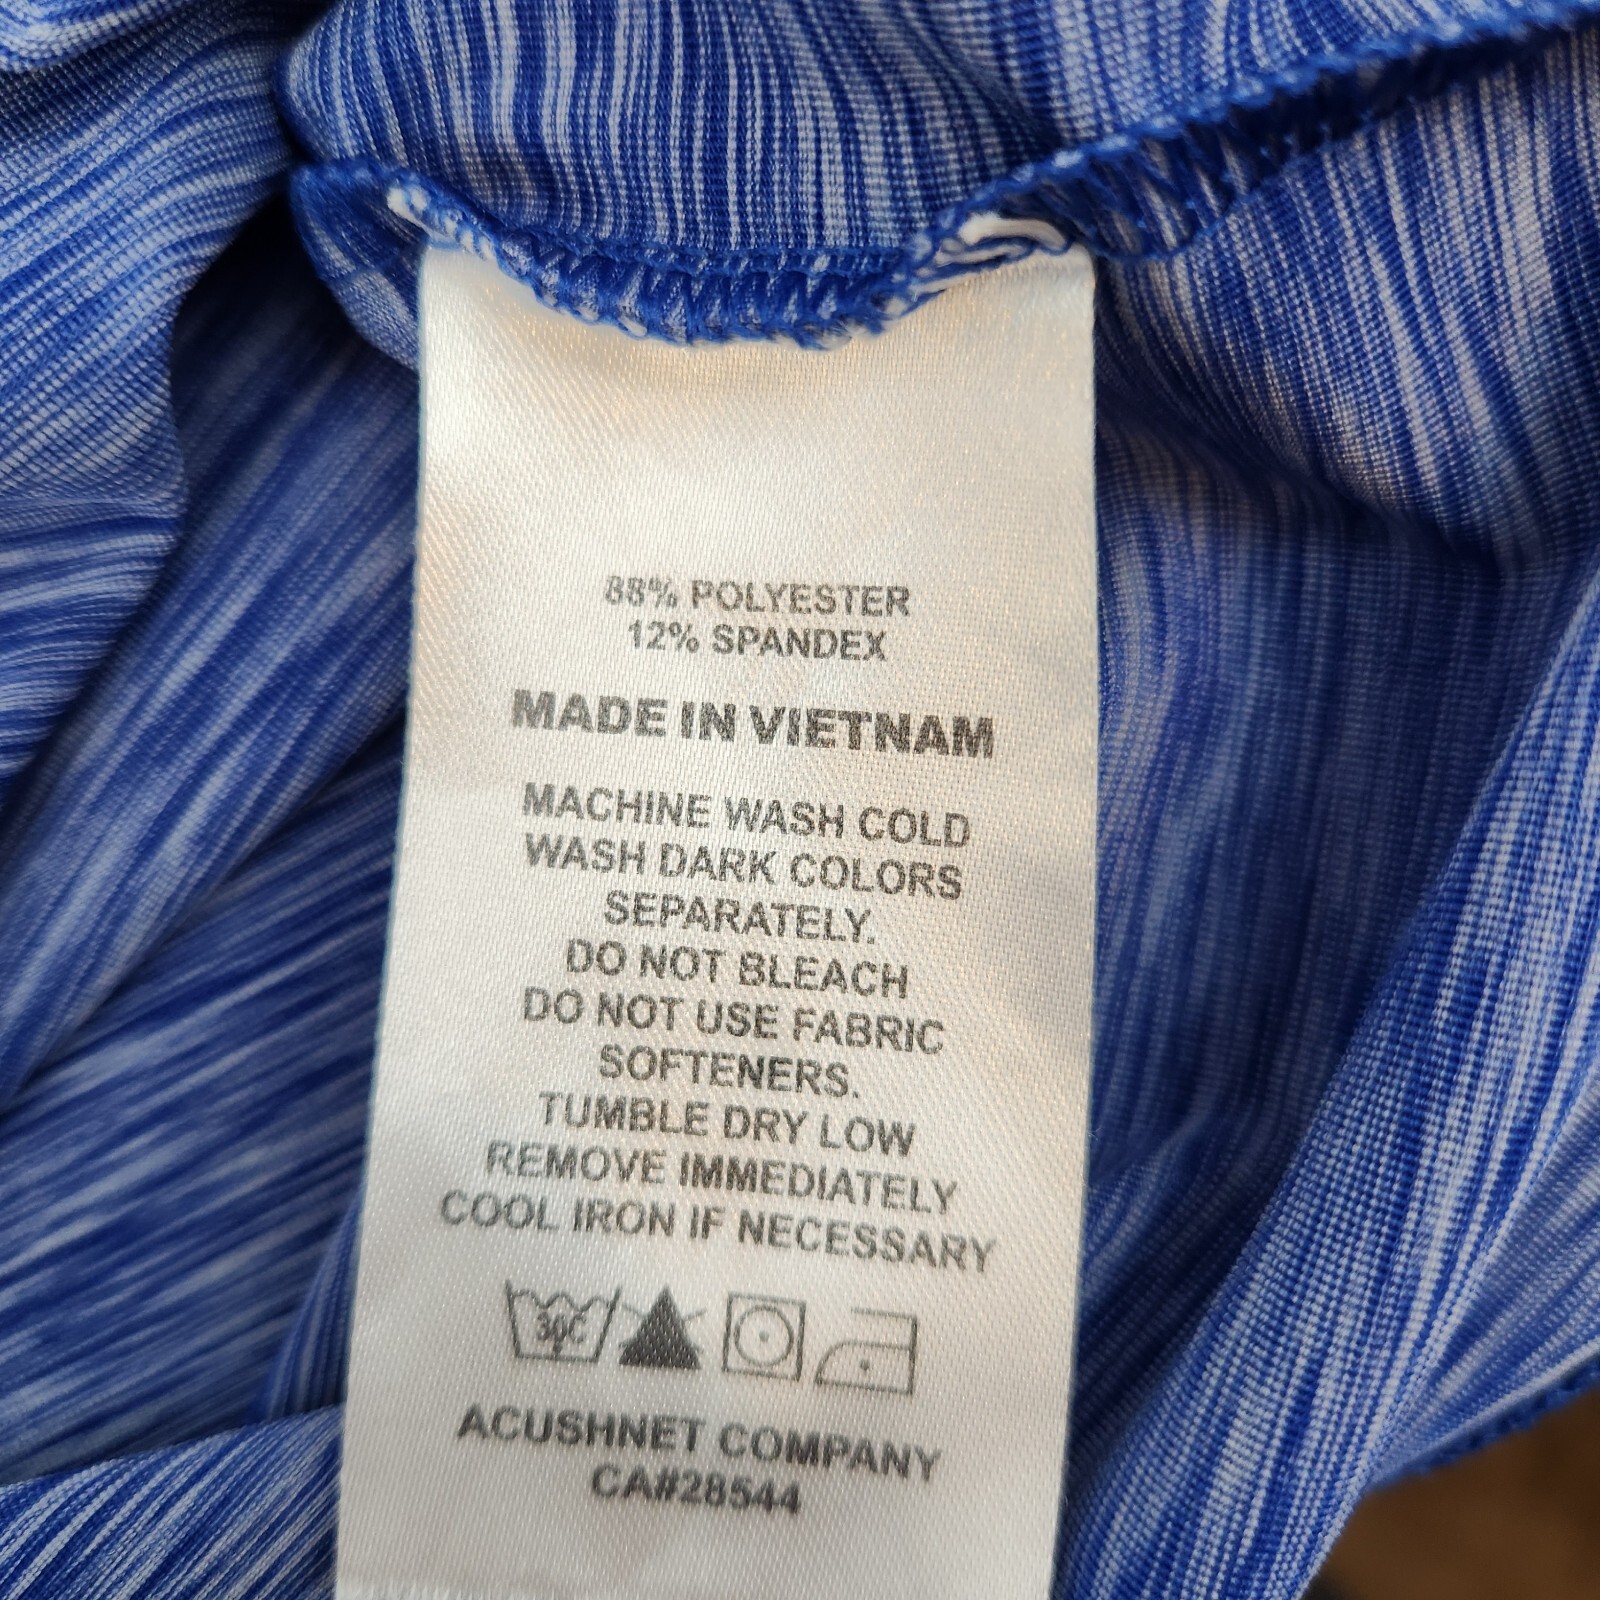 88% POLYESTER
12% SPANDEX
MADE IN VIETNAM
MACHINE WASH COLD
WASH DARK COLORS
SEPARATELY.
DO NOT BLEACH
DO NOT USE FABRIC
SOFTENERS.
TUMBLE DRY LOW
REMOVE IMMEDIATELY
COOL IRON IF NECESSARY
30C
ACUSHNET COMPANY
CA#28544